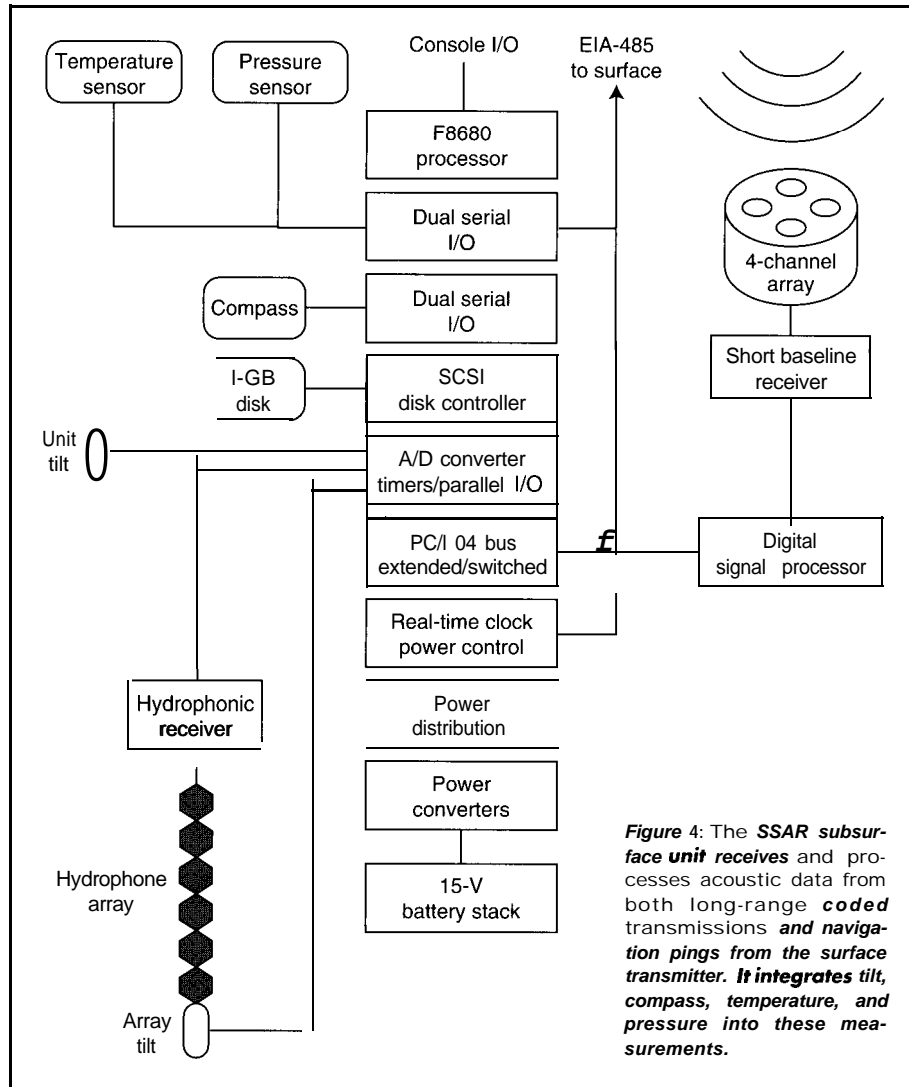 Temperature
sensor
Pressure
sensor
Console I/O
EIA-485
to surface
F8680
processor
Dual serial
I/O
4-channel
array
Compass
Dual serial
I/O
Short baseline
receiver
I-GB
disk
SCSI
disk controller
Unit
tilt
A/D converter
timers/parallel I/O
PC/I 04 bus
extended/switched
f
Digital
signal processor
Real-time clock
power control
Hydrophonic
receiver
Power
distribution
Power
converters
Hydrophone
array
15-V
battery stack
Array
tilt
Figure 4: The SSAR subsur-
face unit receives and pro-
cesses acoustic data from
both long-range coded
transmissions and naviga-
tion pings from the surface
transmitter. It integrates tilt,
compass, temperature, and
pressure into these mea-
surements.